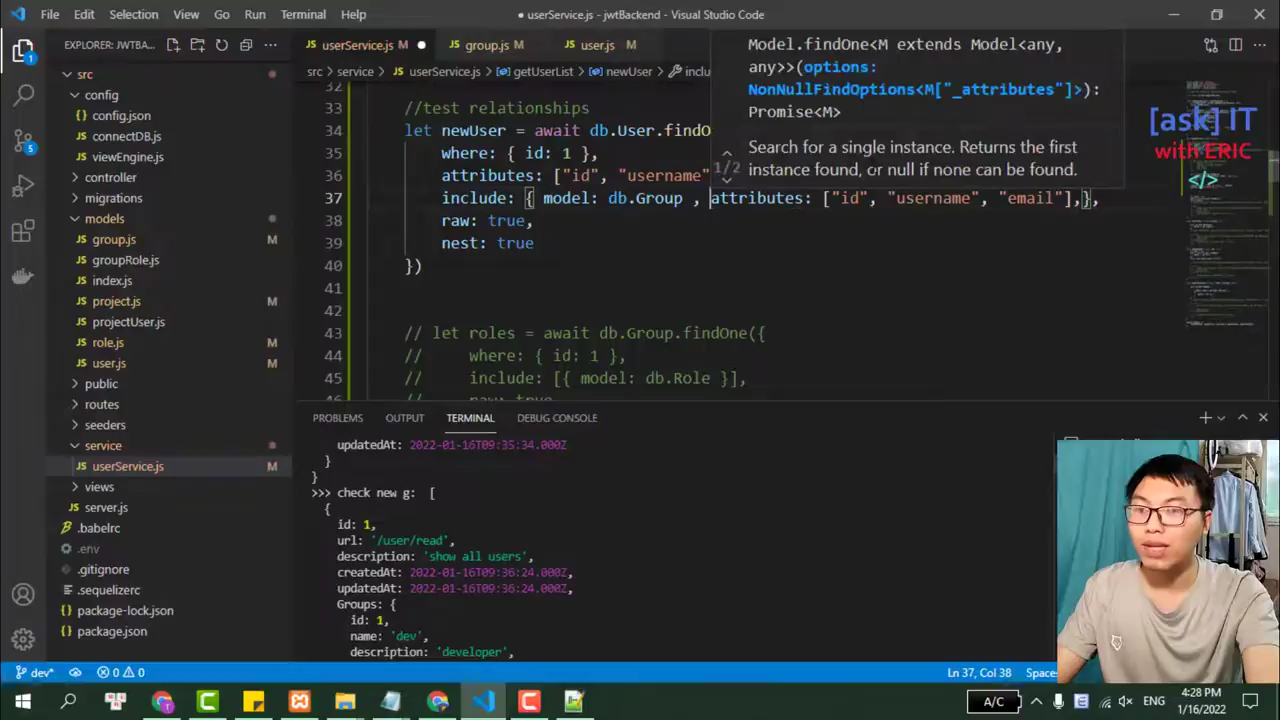 File Edit Selection View Go Run Terminal Help
● userService.js - jwtBackend - Visual Studio Code
EXPLORER: JWTBA...
src
config
config.json
connectDB.js
viewEngine.js
controller
migrations
models
group.js M
groupRole.js
index.js
project.js M
projectUser.js
role.js M
user.js M
public
routes
seeders
service
userService.js M
views
server.js
.babelrc
.env
.gitignore
.sequelizerc
package-lock.json
package.json
1
5
userService.js M ●
group.js M
user.js M
src > service > userService.js > getUserList > newUser > inclu
Model.findOne<M extends Model<any,
any>>(options:
NonNullFindOptions<M["_attributes"]>):
Promise<M>
Search for a single instance. Returns the first
instance found, or null if none can be found.
1/2
32
33 //test relationships
34 let newUser = await db.User.findO
35 where: { id: 1 },
36 attributes: ["id", "username"
37 include: { model: db.Group , attributes: ["id", "username", "email"],},
38 raw: true,
39 nest: true
40 })
41
42
43 // let roles = await db.Group.findOne({
44 // where: { id: 1 },
45 // include: [{ model: db.Role }],
46 // raw: true
[ask] IT
with ERIC
</>
PROBLEMS OUTPUT TERMINAL DEBUG CONSOLE
updatedAt: 2022-01-16T09:35:34.000Z
}
}
>>> check new g: [
{
id: 1,
url: '/user/read',
description: 'show all users',
createdAt: 2022-01-16T09:36:24.000Z,
updatedAt: 2022-01-16T09:36:24.000Z,
Groups: {
id: 1,
name: 'dev',
description: 'developer',
dev* 0 0
Ln 37, Col 38 Spaces
A/C
ENG
4:28 PM
1/16/2022